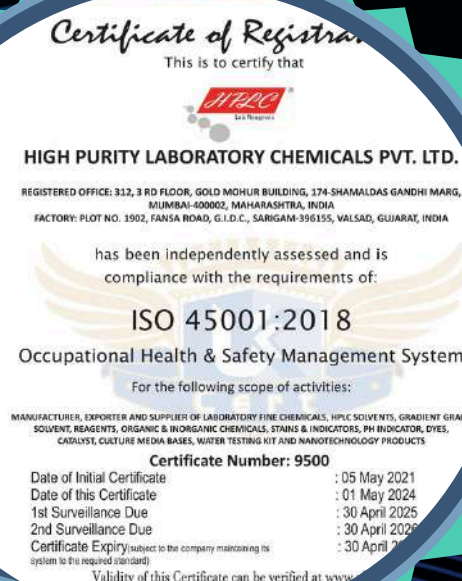 Certificate of
This is to certify that
HPLC
Lab Reagents
HIGH PURITY LABORATORY CHEMICALS PVT. LTD.
REGISTERED OFFICE: 312, 3 RD FLOOR, GOLD MOHUR BUILDING, 174-SHAMALDAS GANDHI MARG,
MUMBAI-400002, MAHARASHTRA, INDIA
FACTORY: PLOT NO. 1902, FANSA ROAD, G.I.D.C., SARIGAM-396155, VALSAD, GUJARAT, INDIA
has been independently assessed and is
compliance with the requirements of:
ISO 45001:2018
Occupational Health & Safety Management System
For the following scope of activities:
MANUFACTURER, EXPORTER AND SUPPLIER OF LABORATORY FINE CHEMICALS, HPLC SOLVENTS, GRADIENT
SOLVENT, REAGENTS, ORGANIC & INORGANIC CHEMICALS, STAINS & INDICATORS, PH INDICATOR, DYES,
CATALYST, CULTURE MEDIA BASES, WATER TESTING KIT AND NANOTECHNOLOGY PRODUCTS
Certificate Number: 9500
Date of Initial Certificate : 05 May 2021
Date of this Certificate : 01 May 2024
1st Surveillance Due : 30 April 2025
2nd Surveillance Due : 30 April 2026
Certificate Expiry(subject to the company maintaining its : 30 April
system to the required standard)
Validity of this Certificate can be verified at